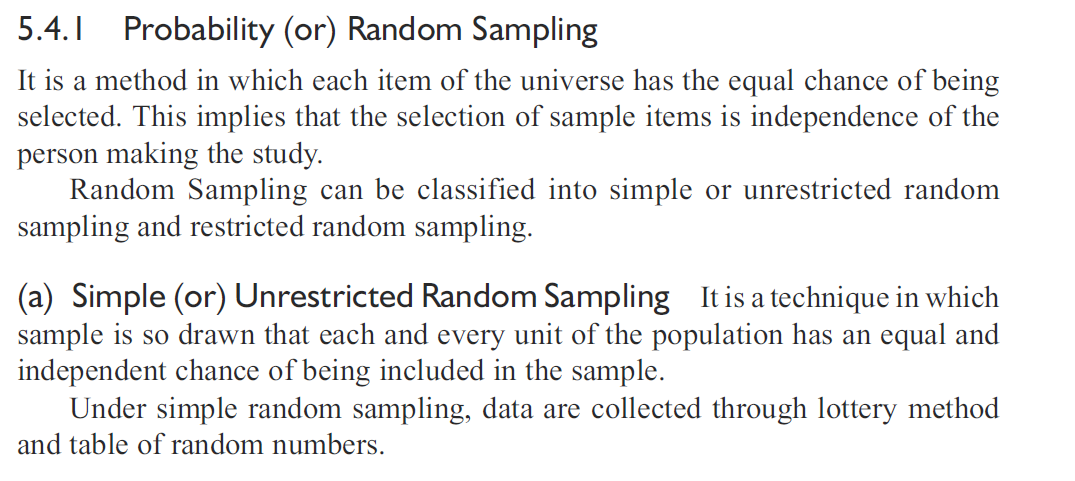 5.4.1 Probability (or) Random Sampling
It is a method in which each item of the universe has the equal chance of being
selected. This implies that the selection of sample items is independence of the
person making the study.
Random Sampling can be classified into simple or unrestricted random
sampling and restricted random sampling.
(a) Simple (or) Unrestricted Random Sampling It is a technique in which
sample is so drawn that each and every unit of the population has an equal and
independent chance of being included in the sample.
Under simple random sampling, data are collected through lottery method
and table of random numbers.